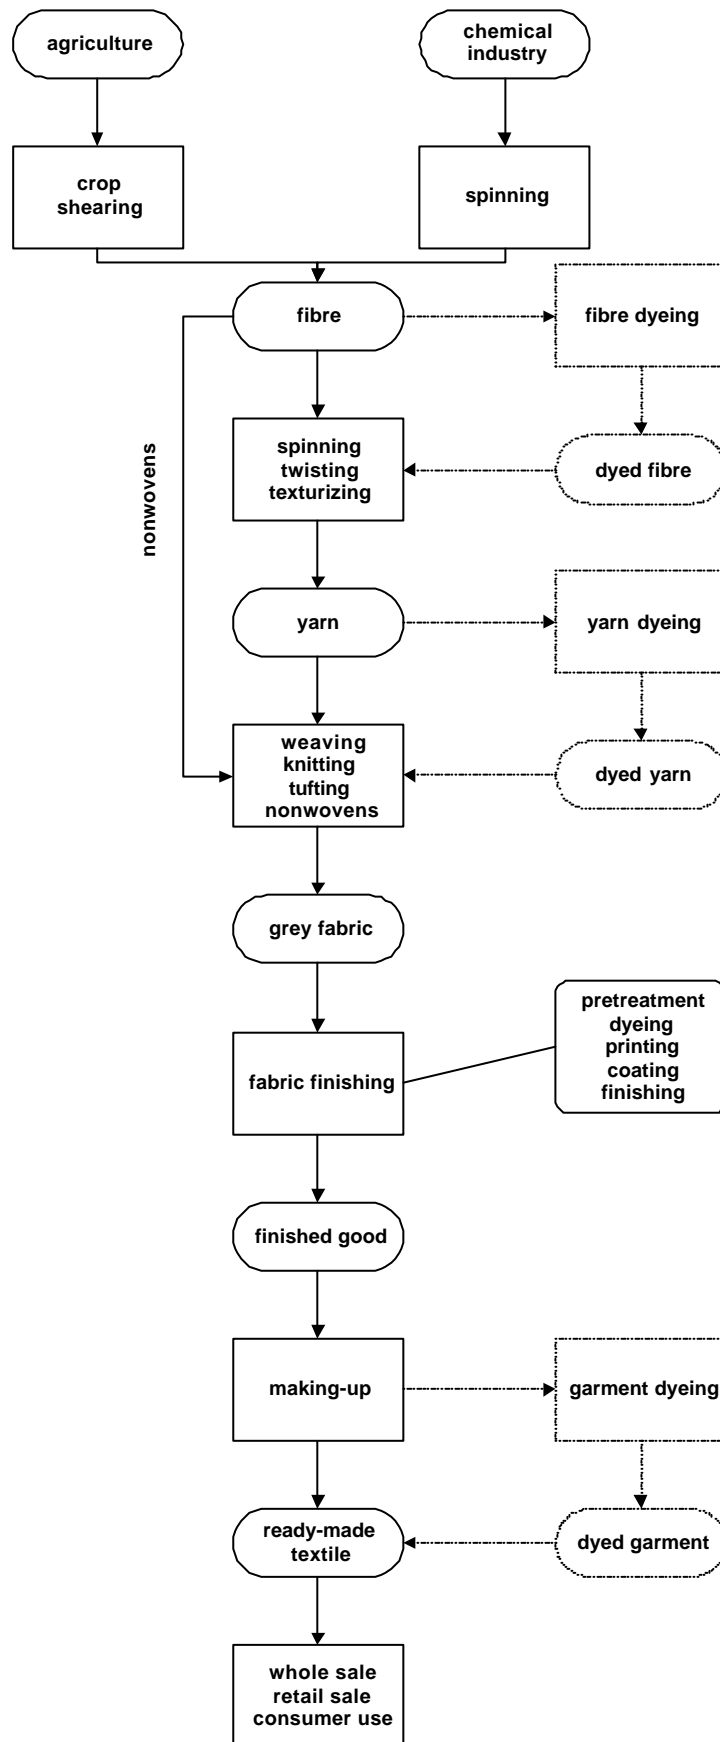 agriculture
chemical
industry
crop
shearing
spinning
fibre
fibre dyeing
nonwovens
spinning
twisting
texturizing
dyed fibre
yarn
yarn dyeing
weaving
knitting
tufting
nonwovens
dyed yarn
grey fabric
fabric finishing
pretreatment
dyeing
printing
coating
finishing
finished good
making-up
garment dyeing
ready-made
textile
dyed garment
whole sale
retail sale
consumer use